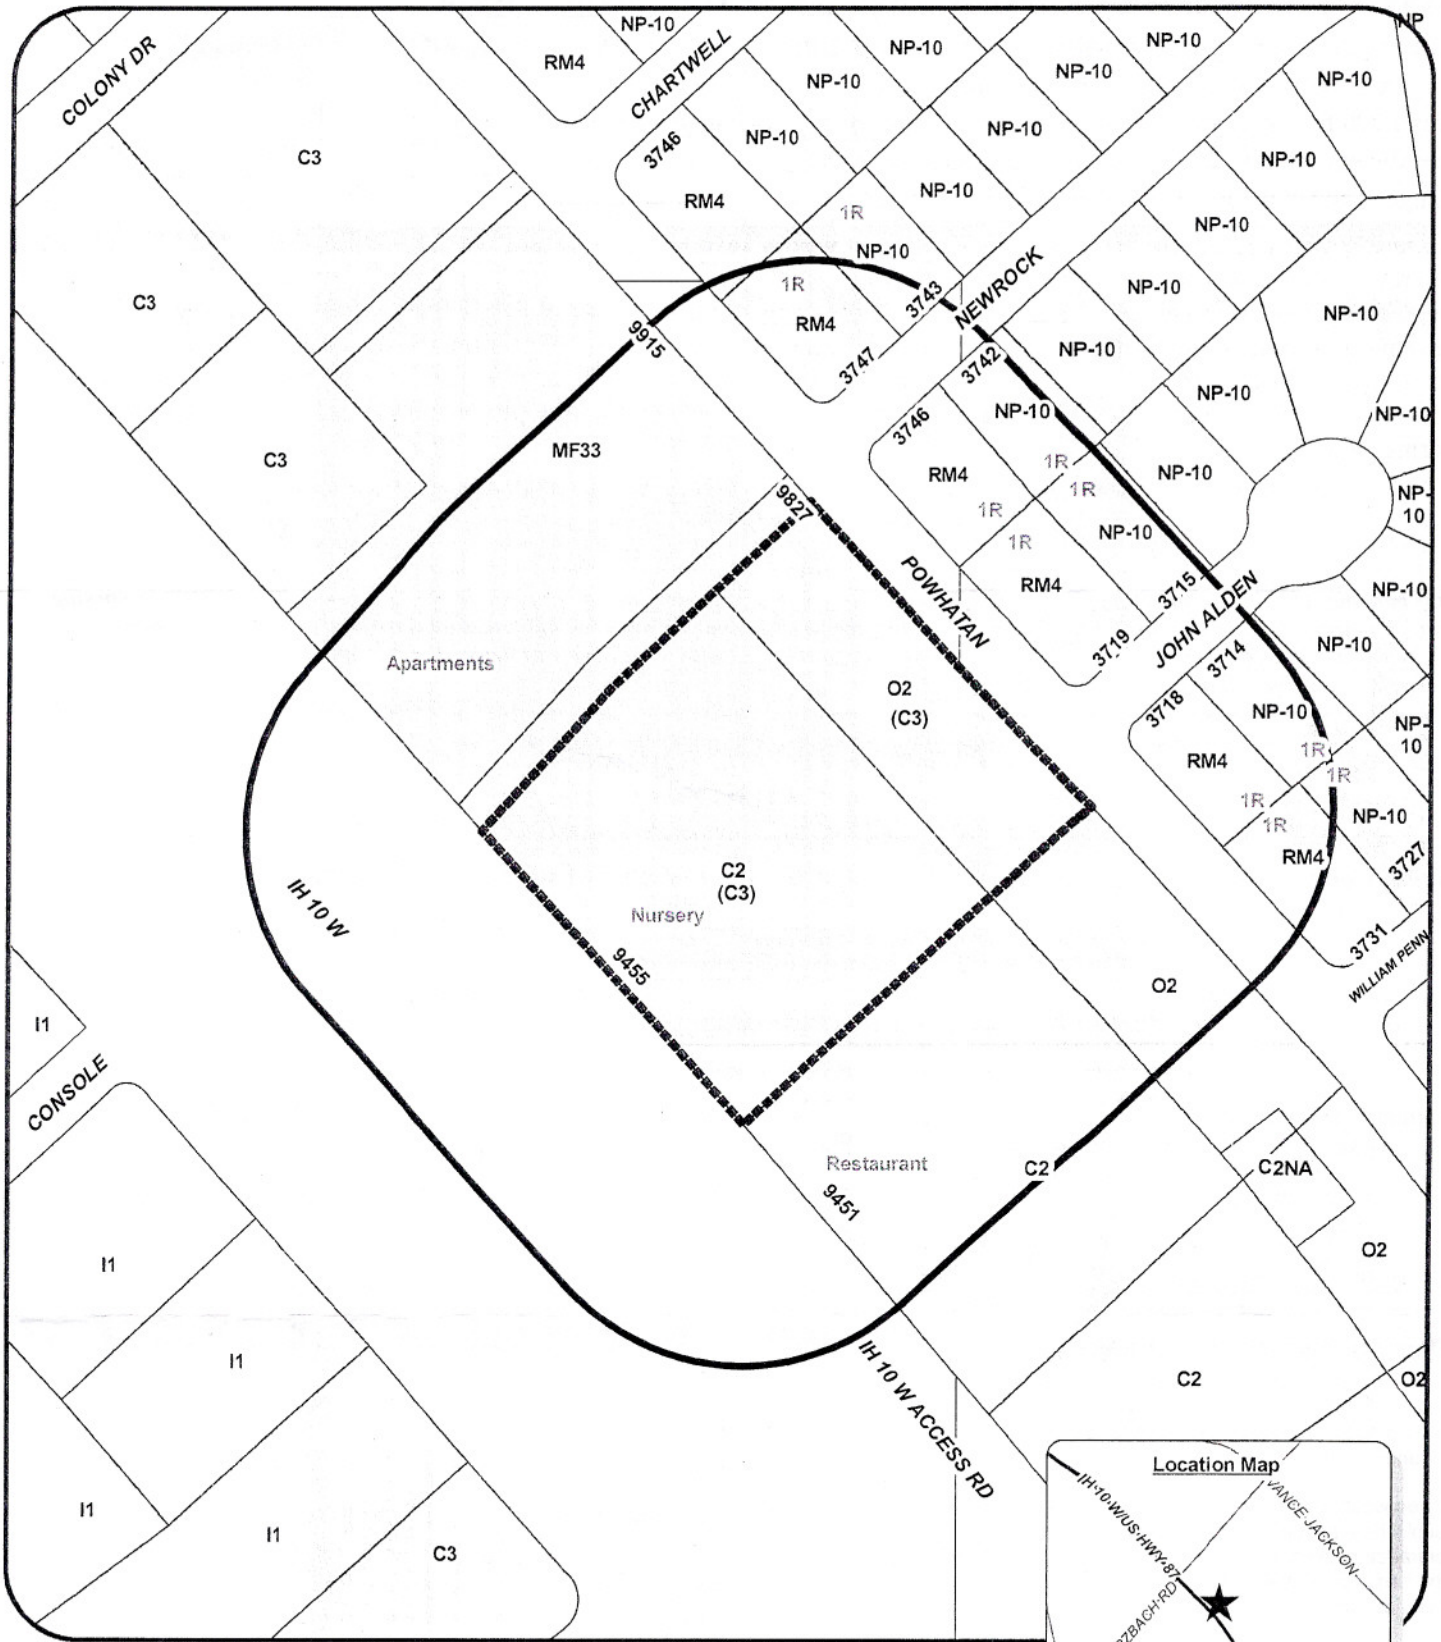 NP
NP-10
NP-10
NP-10
RM4
CHARTWELL
COLONY DR
NP-10
NP-10
NP-10
NP-10
NP-10
3746
C3
NP-10
RM4
NP-10
1R
NP-10
NP-10
NEWROCK
1R
3743
NP-10
C3
RM4
NP-10
9915
3747
NP-10
3742
NP-10
NP-10
NP-10
3746
MF33
C3
RM4
1R
NP-10
1R
NP-
10
9827
1R
1R
NP-10
RM4
POWHATAN
3715
NP-10
JOHN ALDEN
3719
NP-10
Apartments
3714
O2
(C3)
3718
NP-10
NP-
10
1R
RM4
1R
1R
1R
NP-10
RM4
3727
C2
(C3)
IH 10 W
Nursery
3731
9455
WILLIAM PENN
O2
I1
CONSOLE
Restaurant
C2
C2NA
9451
O2
I1
I1
IH 10 W ACCESS RD
C2
O2
Location Map
IH 10 W/US HWY 87
VANCE JACKSON
I1
I1
C3
RD